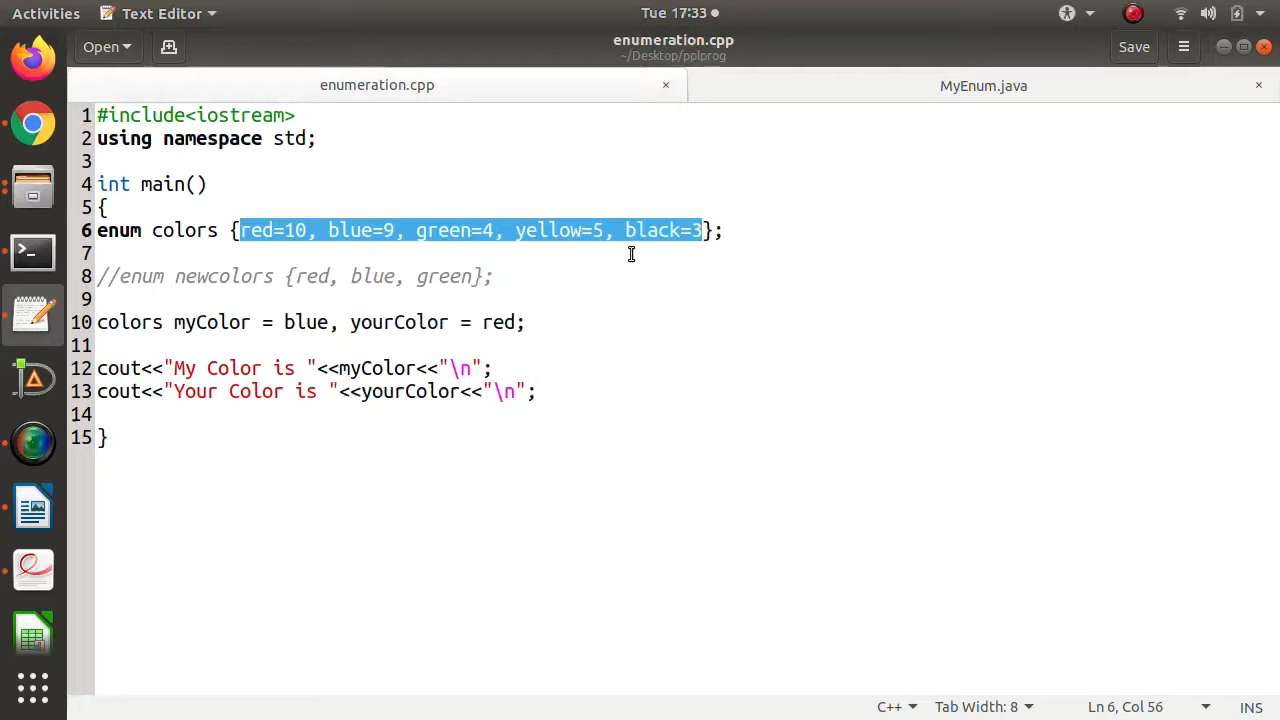 Activities Text Editor Tue 17:33
Open enumeration.cpp Save
~/Desktop/pplprog
enumeration.cpp × MyEnum.java ×
1 #include<iostream>
2 using namespace std;
3
4 int main()
5 {
6 enum colors {red=10, blue=9, green=4, yellow=5, black=3};
7
8 //enum newcolors {red, blue, green};
9
10 colors myColor = blue, yourColor = red;
11
12 cout<<"My Color is "<<myColor<<"\n";
13 cout<<"Your Color is "<<yourColor<<"\n";
14
15 }
C++ Tab Width: 8 Ln 6, Col 56 INS